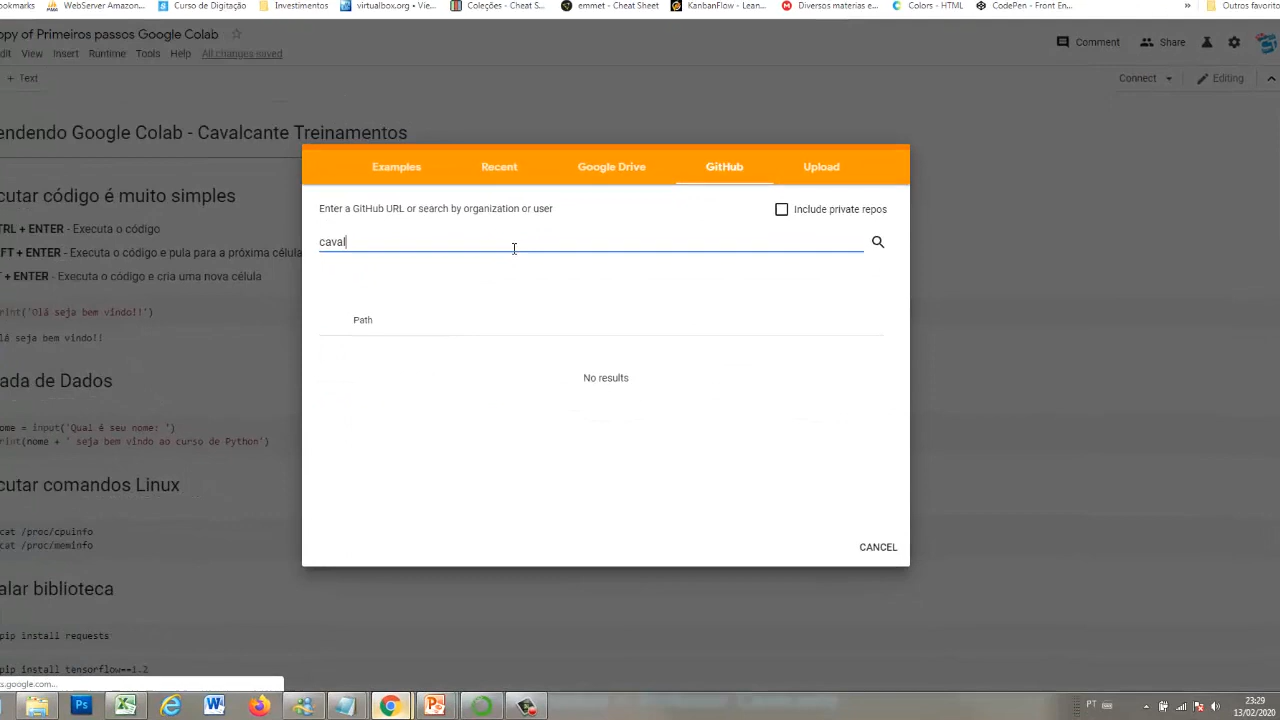 markas
WebServer Amazon...
Curso de Digitação
Investimentos
virtualbox.org - Vie...
Coleções - Cheat S...
emmet - Cheat Sheet
KanbanFlow - Lean...
Diversos materias e...
Colors - HTML
CodePen - Front En...
»
Outros favorito
opy of Primeiros passos Google Colab
dit View Insert Runtime Tools Help All changes saved
Comment Share
+ Text
Connect Editing
endendo Google Colab - Cavalcante Treinamentos
Examples Recent Google Drive GitHub Upload
cutar código é muito simples
Enter a GitHub URL or search by organization or user
Include private repos
TRL + ENTER - Executa o código
caval
FT + ENTER - Executa o código e pula para a próxima célula
T + ENTER - Executa o código e cria uma nova célula
rint('Olá seja bem vindo!!')
Path
lá seja bem vindo!!
No results
ada de Dados
ome = input('Qual é seu nome: ')
rint(nome + ' seja bem vindo ao curso de Python')
cutar comandos Linux
cat /proc/cpuinfo
cat /proc/meminfo
CANCEL
alar biblioteca
pip install requests
pip install tensorflow==1.2
ts.google.com...
PT
23:29
13/02/2020